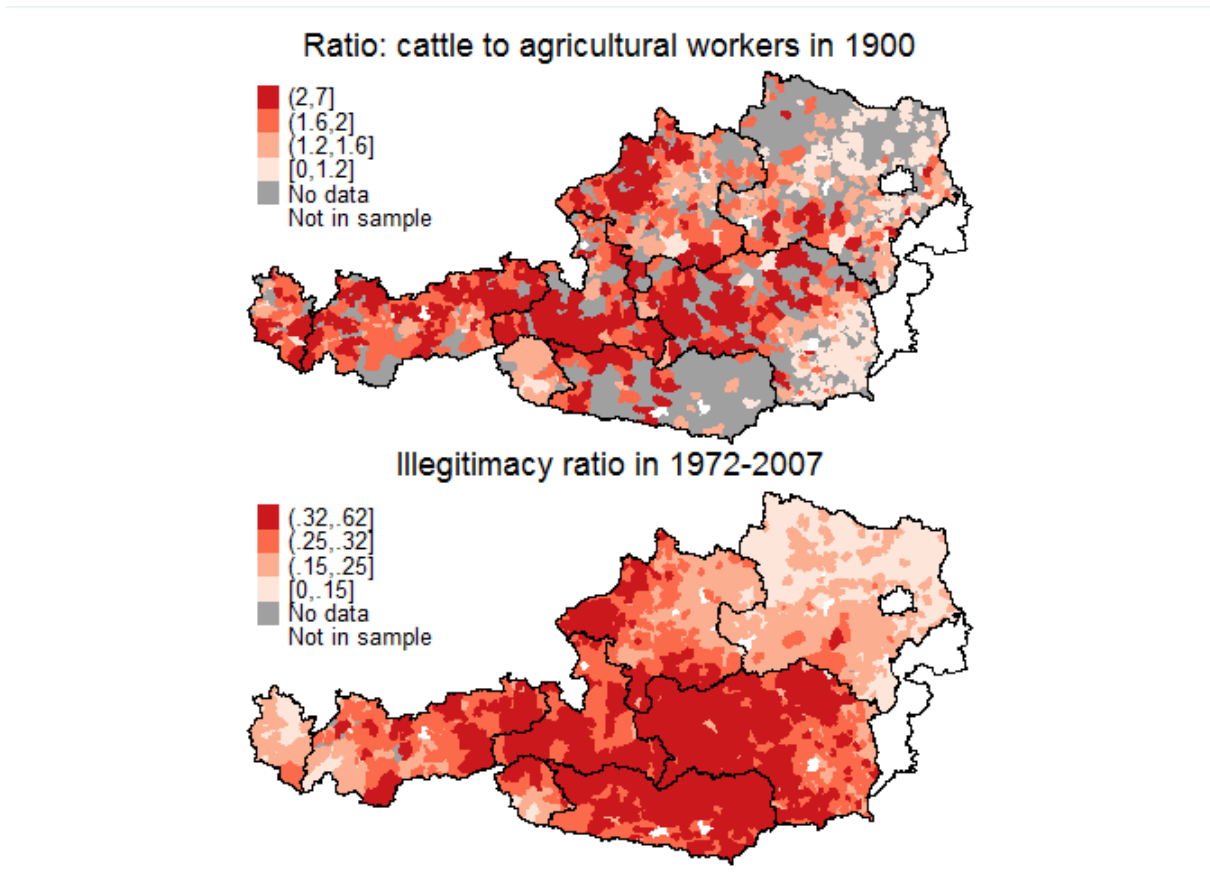 Ratio: cattle to agricultural workers in 1900
(2,7]
(1.6,2]
(1.2,1.6]
[0,1.2]
No data
Not in sample
Illegitimacy ratio in 1972-2007
(.32,.62]
(.25,.32]
(.15,.25]
[0,.15]
No data
Not in sample